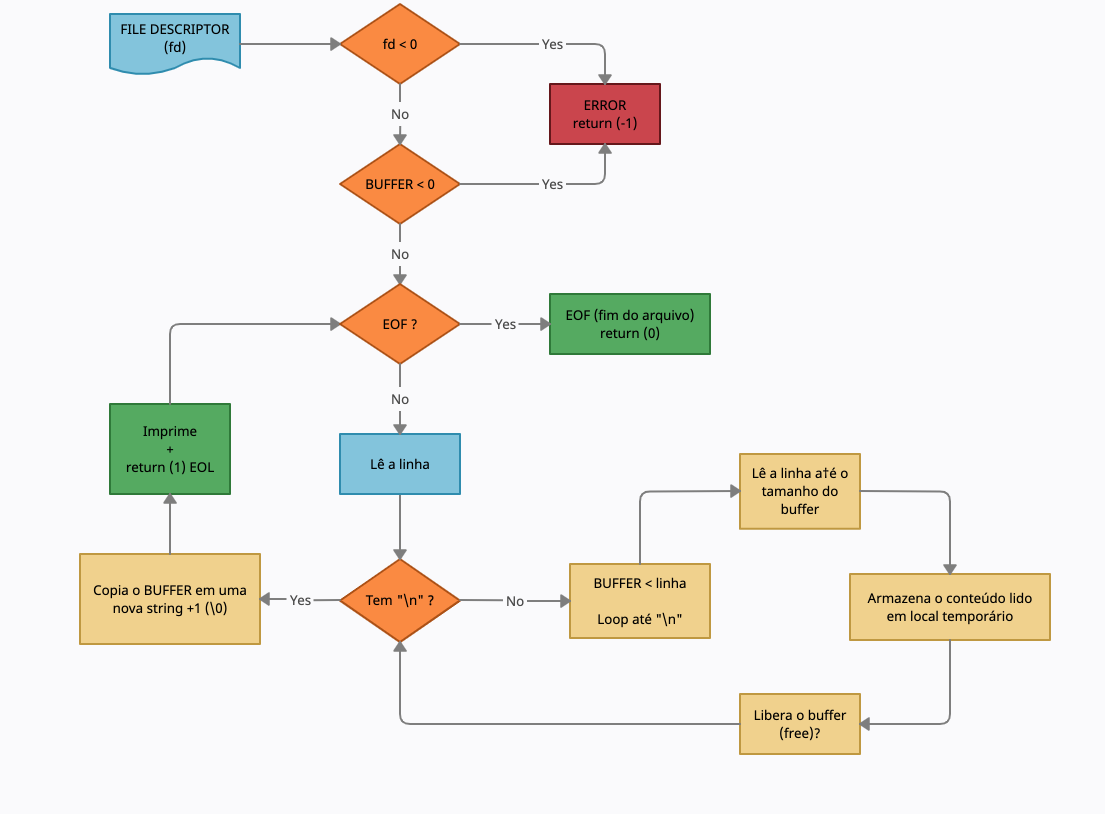 FILE DESCRIPTOR
(fd)
fd < 0
Yes
ERROR
return (-1)
No
BUFFER < 0
Yes
No
EOF ?
Yes
EOF (fim do arquivo)
return (0)
No
Imprime
+
return (1) EOL
Lê a linha
Lê a linha até o
tamanho do
buffer
Copia o BUFFER em uma
nova string +1 (\0)
Yes
Tem "\n" ?
No
BUFFER < linha
Loop até "\n"
Armazena o conteúdo lido
em local temporário
Libera o buffer
(free)?